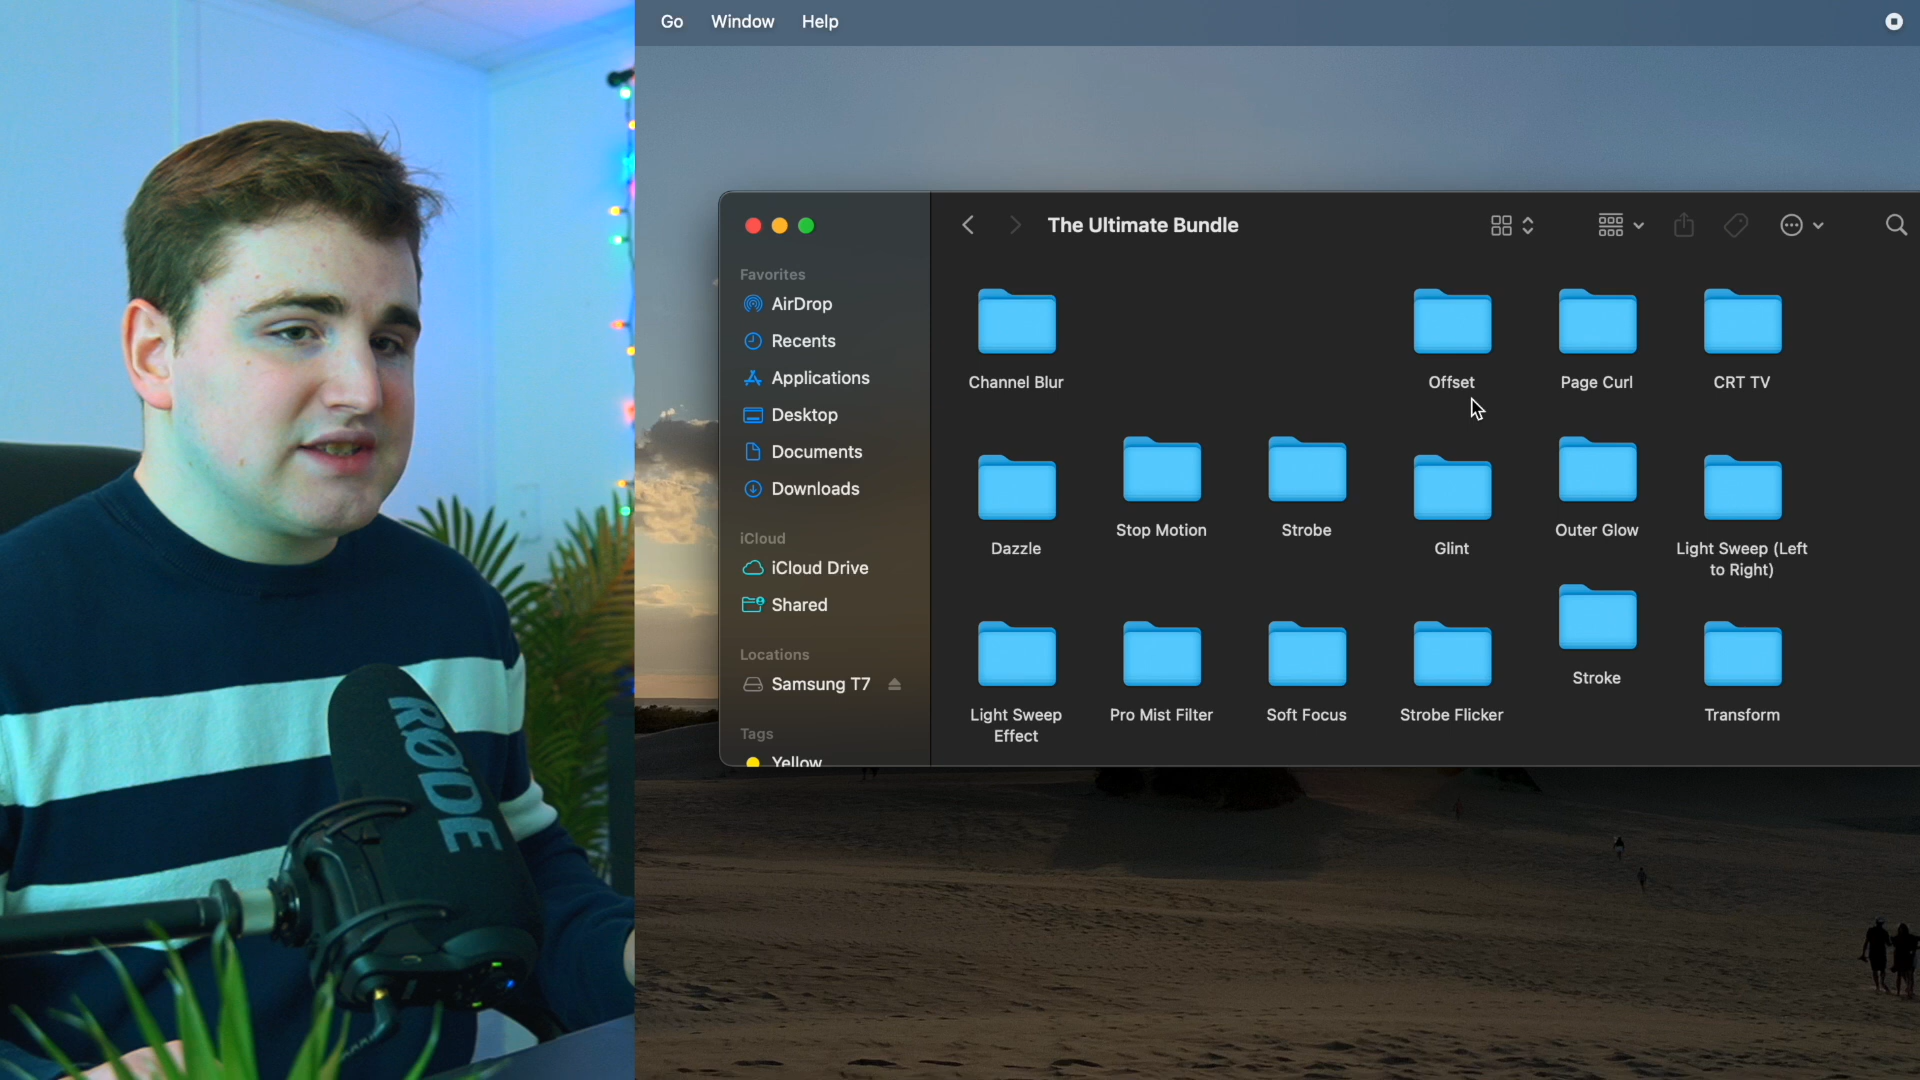 Go Window Help
The Ultimate Bundle
Favorites
AirDrop
Recents
Applications
Desktop
Documents
Downloads
iCloud
iCloud Drive
Shared
Locations
Samsung T7
Tags
Yellow
Channel Blur
Offset
Page Curl
CRT TV
Dazzle
Stop Motion
Strobe
Glint
Outer Glow
Light Sweep (Left
to Right)
Light Sweep
Effect
Pro Mist Filter
Soft Focus
Strobe Flicker
Stroke
Transform
RØDE